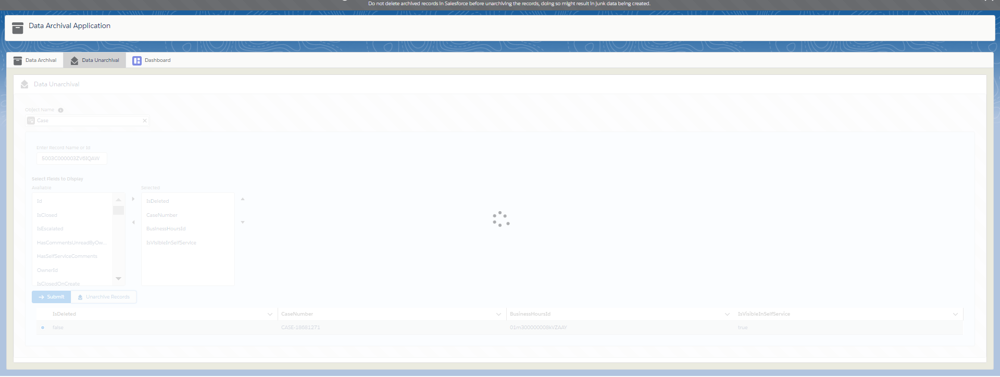 Do not delete archived records in Salesforce before unarchiving the records, doing so might result in junk data being created.
Data Archival Application
Data Archival
Data Unarchival
Dashboard
Data Unarchival
Object Name
Case
Enter Record Name or Id
5003C000003ZV6IQAW
Select Fields to Display
Available
Selected
Id
IsClosed
IsEscalated
HasCommentsUnreadByOw...
HasSelfServiceComments
OwnerId
IsClosedOnCreate
IsDeleted
CaseNumber
BusinessHoursId
IsVisibleInSelfService
Submit
Unarchive Records
IsDeleted CaseNumber BusinessHoursId IsVisibleInSelfService
false CASE-18681271 01m300000008kVZAAY true